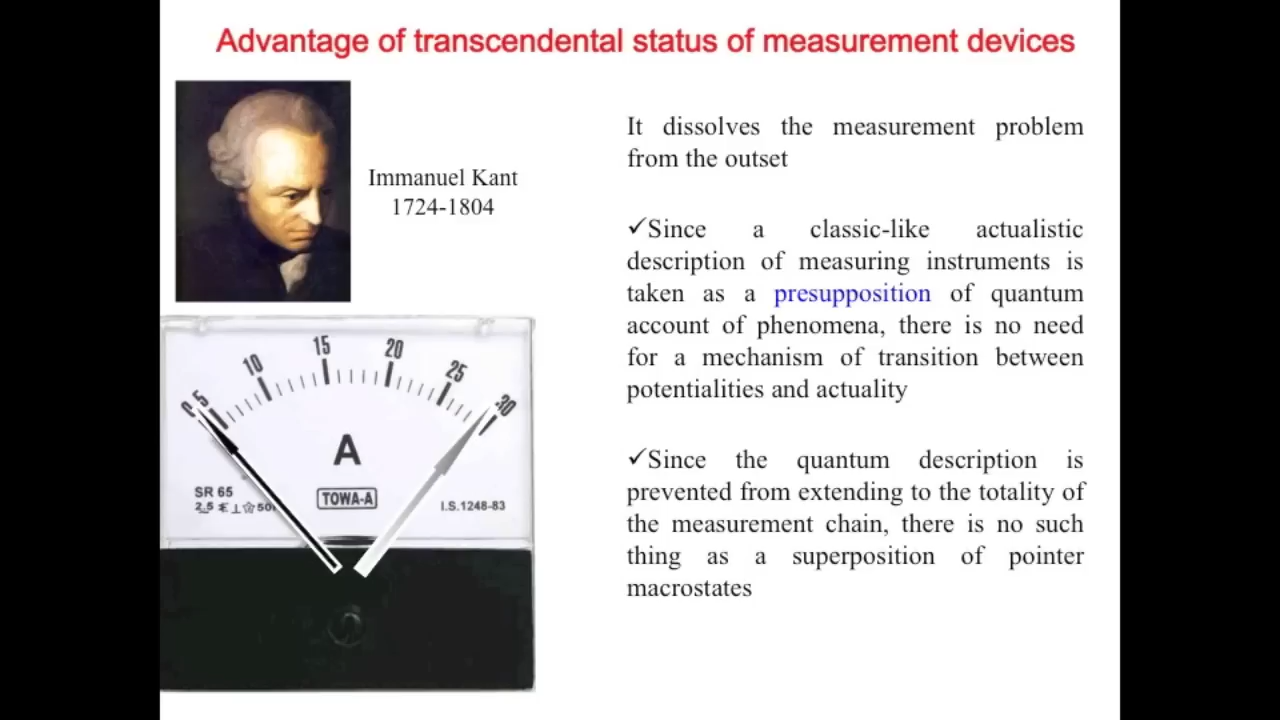 Advantage of transcendental status of measurement devices
Immanuel Kant
1724-1804
It dissolves the measurement problem
from the outset
✓Since a classic-like actualistic
description of measuring instruments is
taken as a presupposition of quantum
account of phenomena, there is no need
for a mechanism of transition between
potentialities and actuality
✓Since the quantum description is
prevented from extending to the totality of
the measurement chain, there is no such
thing as a superposition of pointer
macrostates
0 5 10 15 20 25 30
A
SR 65
TOWA-A
2.5
I.S.1248-83